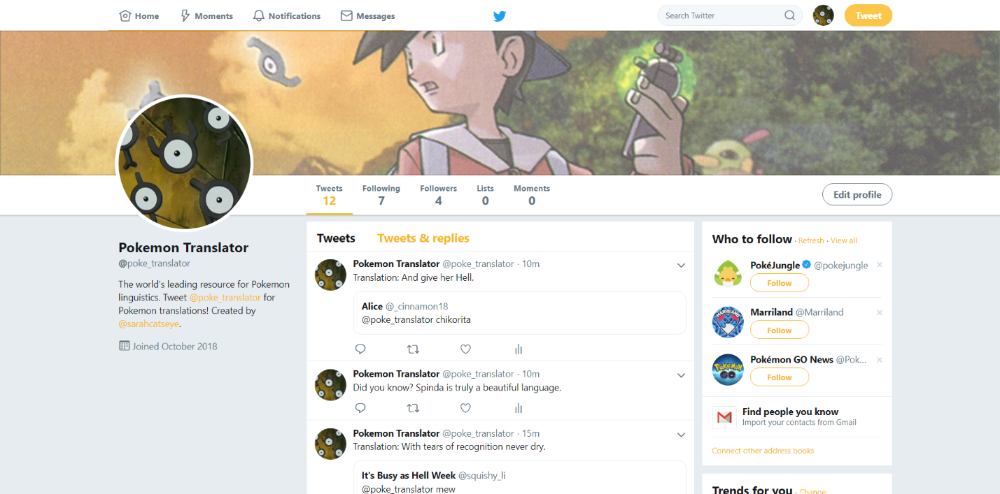 Home Moments Notifications Messages Search Twitter Tweet
Tweets Following Followers Lists Moments
12 7 4 0 0
Edit profile
Pokemon Translator
@poke_translator
The world's leading resource for Pokemon
linguistics. Tweet @poke_translator for
Pokemon translations! Created by
@sarahcatseye.
Joined October 2018
Tweets Tweets & replies
Pokemon Translator @poke_translator · 10m
Translation: And give her Hell.
Alice @_cinnamon18
@poke_translator chikorita
Pokemon Translator @poke_translator · 10m
Did you know? Spinda is truly a beautiful language.
Pokemon Translator @poke_translator · 15m
Translation: With tears of recognition never dry.
It's Busy as Hell Week @squishy_li
@poke_translator mew
Who to follow · Refresh · View all
PokéJungle @pokejungle
Follow
MARRILAND
Marriland @Marriland
Follow
POKéMON
GO
Pokémon GO News @Pok...
Follow
Find people you know
Import your contacts from Gmail
Connect other address books
Trends for you · Change